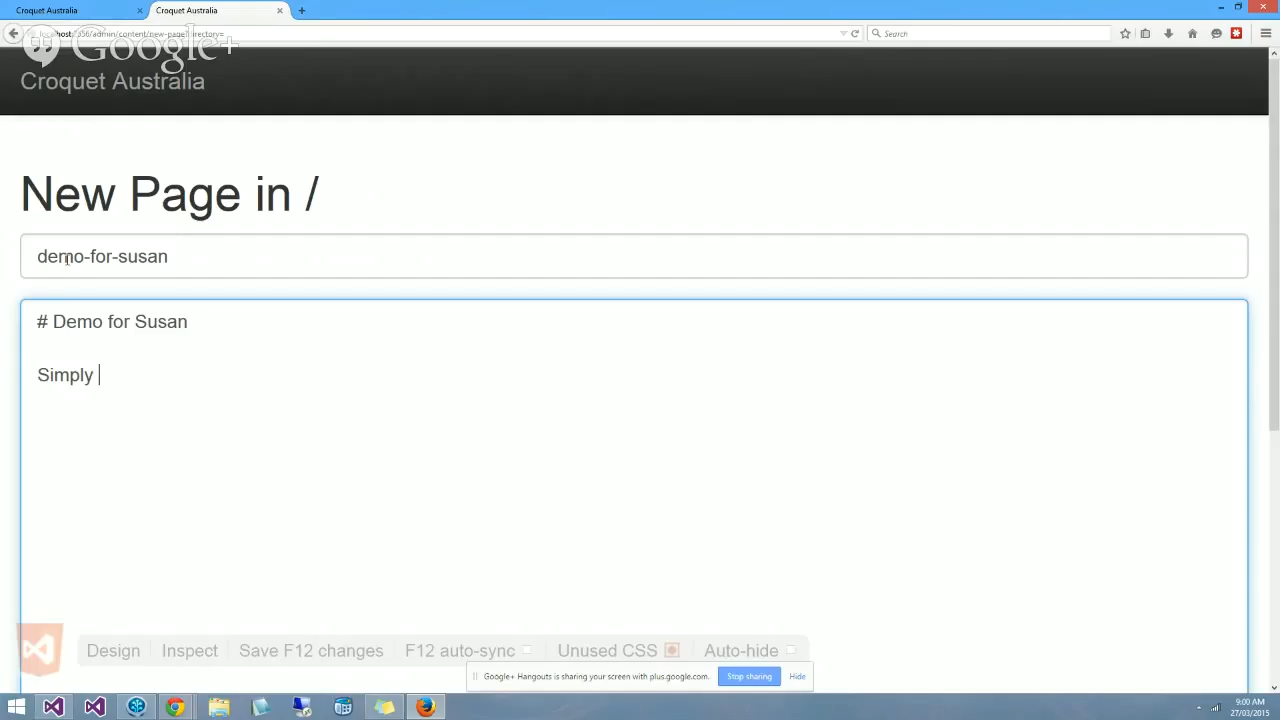 Croquet Australia
Croquet Australia
Search
Google+
Croquet Australia
New Page in /
demo-for-susan
# Demo for Susan
Simply
Design
Inspect
Save F12 changes
F12 auto-sync
Unused CSS
Auto-hide
Google+ Hangouts is sharing your screen with plus.google.com.
Stop sharing
Hide
9:00 AM
27/03/2015